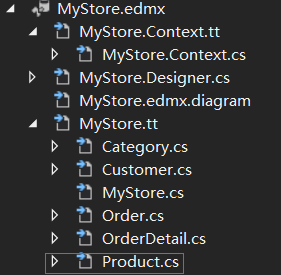 MyStore.edmx
MyStore.Context.tt
MyStore.Context.cs
MyStore.Designer.cs
MyStore.edmx.diagram
MyStore.tt
Category.cs
Customer.cs
MyStore.cs
Order.cs
OrderDetail.cs
Product.cs